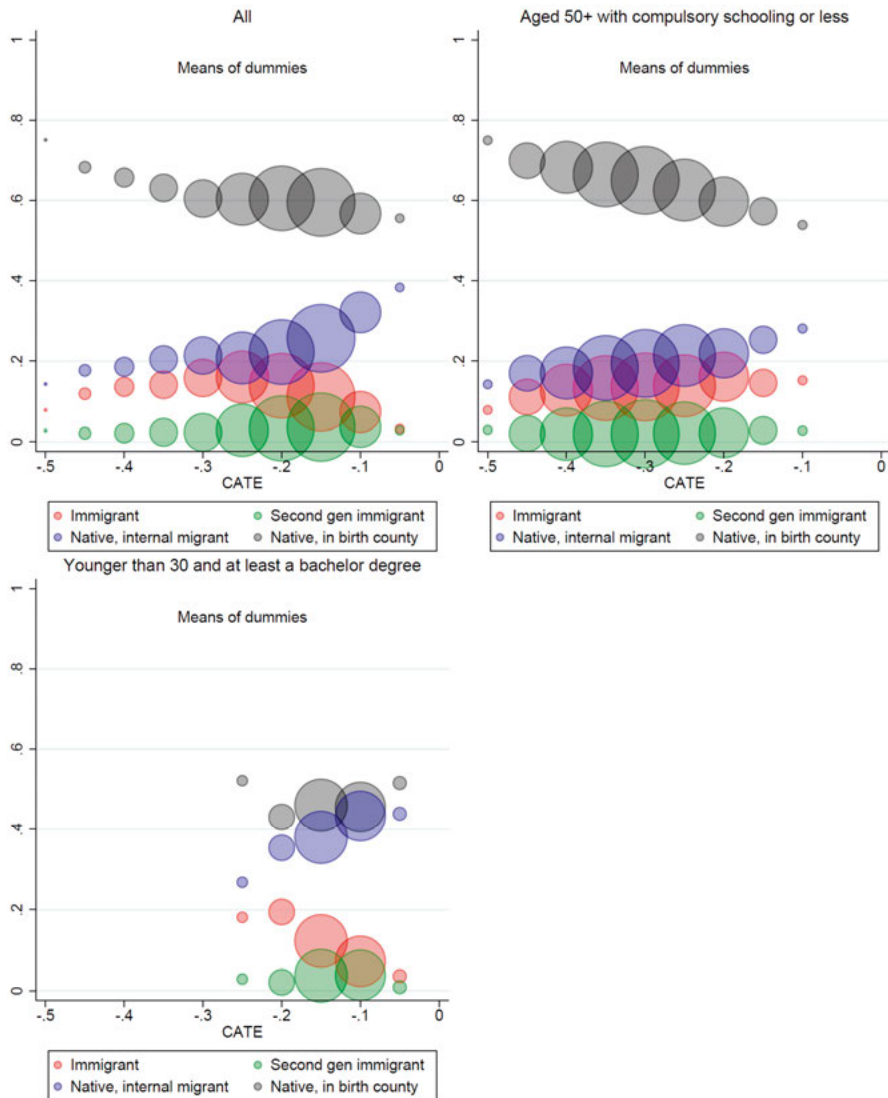 All
Means of dummies
1
.8
.6
.4
.2
0
-.5 -.4 -.3 -.2 -.1 0
CATE
Immigrant Second gen immigrant
Native, internal migrant Native, in birth county
Aged 50+ with compulsory schooling or less
Means of dummies
1
.8
.6
.4
.2
0
-.5 -.4 -.3 -.2 -.1 0
CATE
Immigrant Second gen immigrant
Native, internal migrant Native, in birth county
Younger than 30 and at least a bachelor degree
Means of dummies
1
.8
.6
.4
.2
0
-.5 -.4 -.3 -.2 -.1 0
CATE
Immigrant Second gen immigrant
Native, internal migrant Native, in birth county